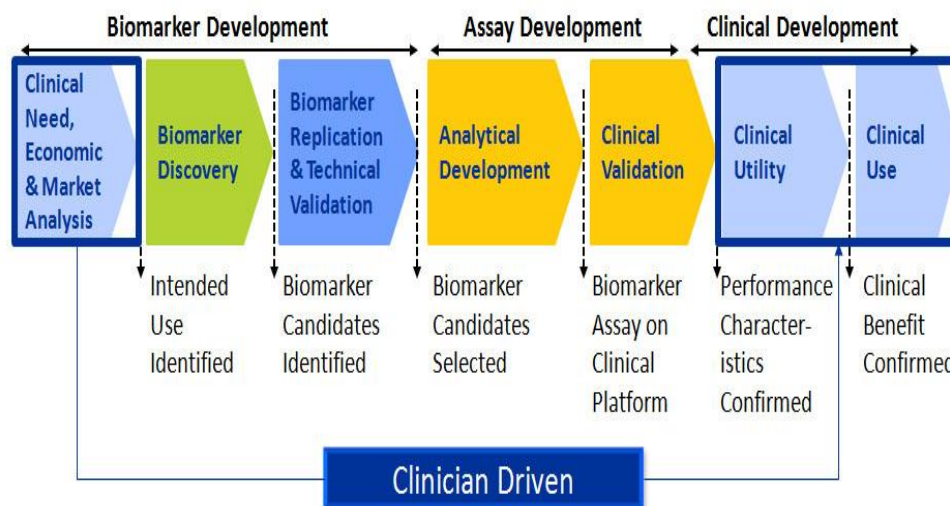 Biomarker Development
Assay Development
Clinical Development
Clinical
Need,
Economic
& Market
Analysis
Biomarker
Discovery
Biomarker
Replication
& Technical
Validation
Analytical
Development
Clinical
Validation
Clinical
Utility
Clinical
Use
Intended
Use
Identified
Biomarker
Candidates
Identified
Biomarker
Candidates
Selected
Biomarker
Assay on
Clinical
Platform
Performance
Character-
istics
Confirmed
Clinical
Benefit
Confirmed
Clinician Driven